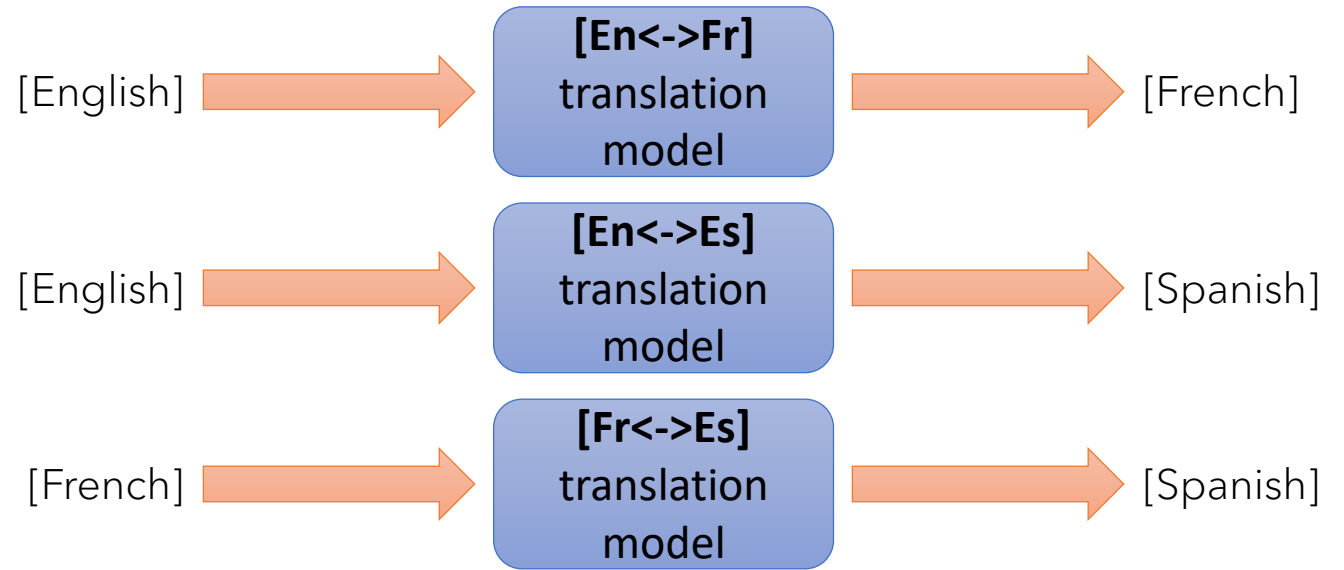 [En<->Fr]
[English]
translation
[French]
model
[En<->Es]
[English]
translation
[Spanish]
model
[Fr<->Es]
[French]
translation
[Spanish]
model